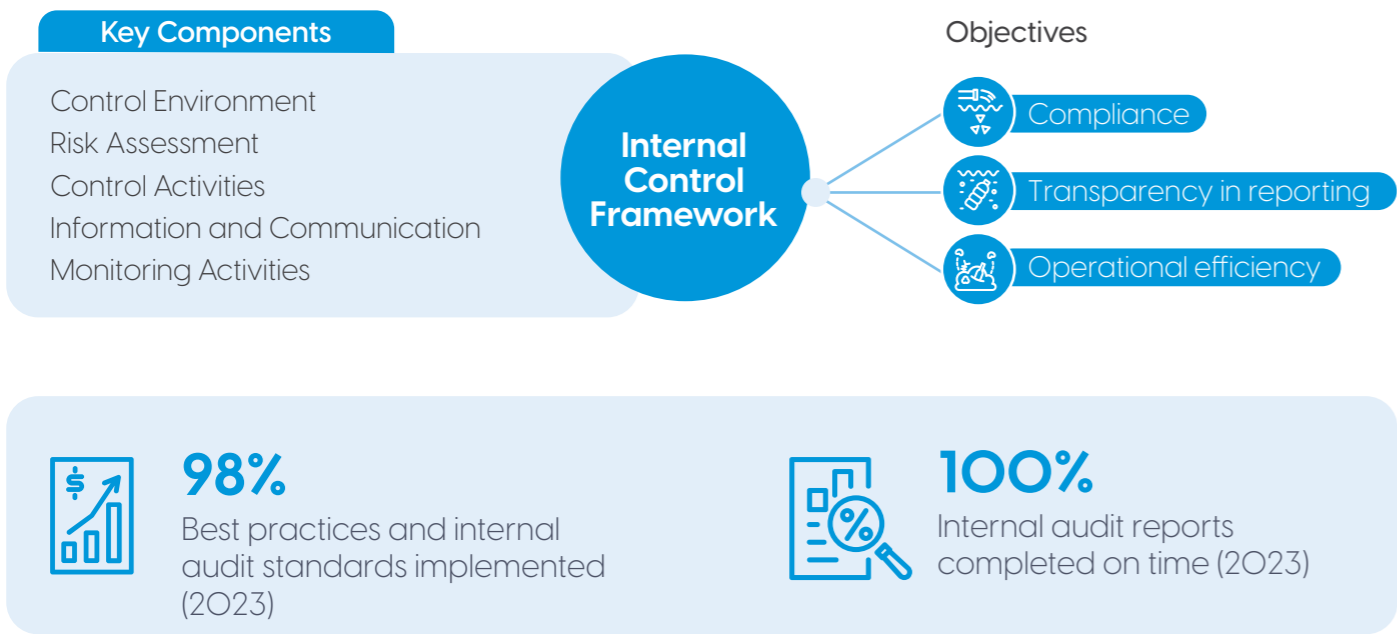 Key Components
Control Environment
Risk Assessment
Control Activities
Information and Communication
Monitoring Activities
Internal
Control
Framework
Objectives
Compliance
Transparency in reporting
Operational efficiency
$
98%
Best practices and internal
audit standards implemented
(2023)
%
100%
Internal audit reports
completed on time (2023)